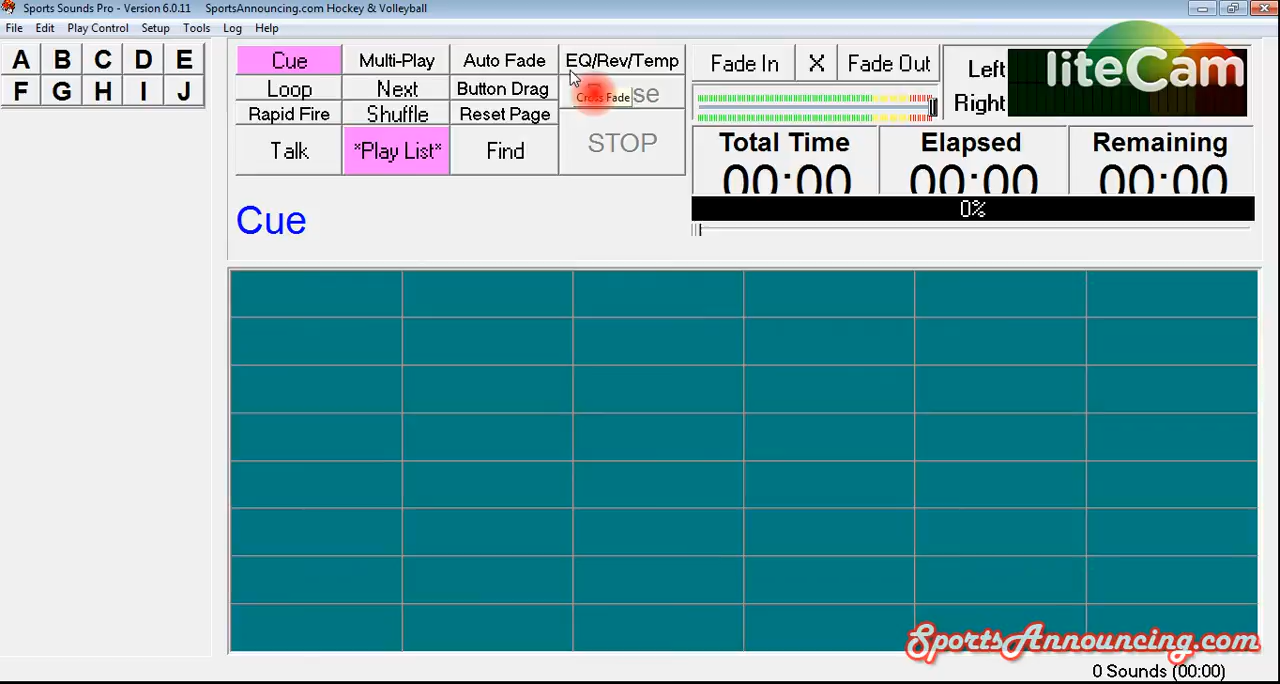 Sports Sounds Pro - Version 6.0.11 SportsAnnouncing.com Hockey & Volleyball
File Edit Play Control Setup Tools Log Help
A B C D E
F G H I J
Cue Multi-Play Auto Fade EQ/Rev/Temp
Loop Next Button Drag
Cross Fade
Rapid Fire Shuffle Reset Page
Talk *Play List* Find STOP
Fade In X Fade Out
Left
Right
liteCam
Total Time Elapsed Remaining
00:00 00:00 00:00
0%
Cue
SportsAnnouncing.com
0 Sounds (00:00)